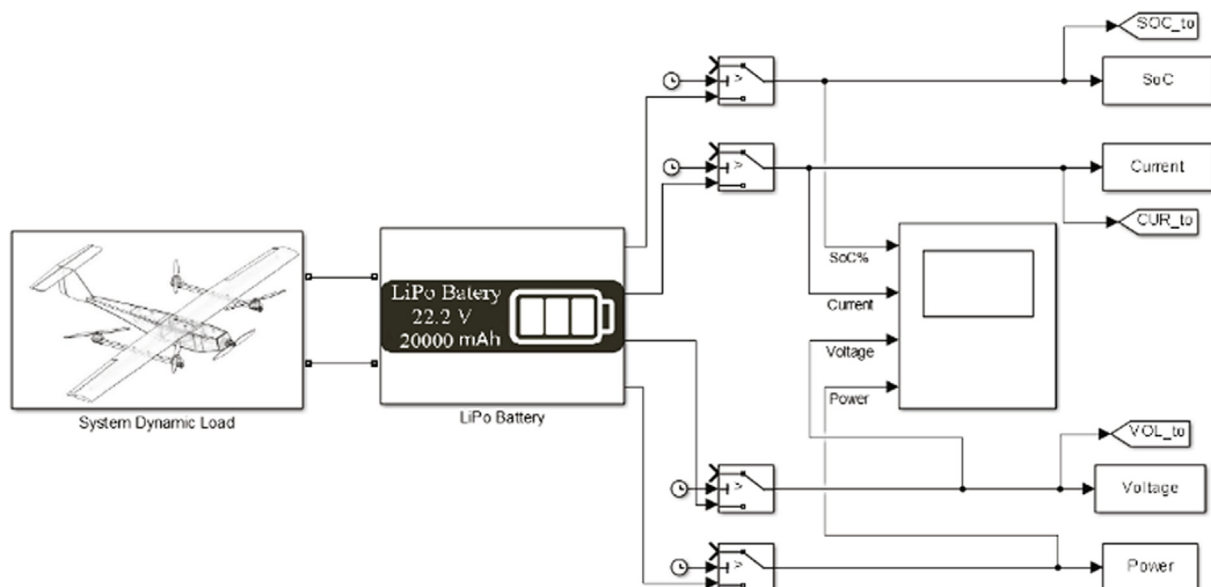 SOC_to
SoC
Current
CUR_to
SoC%
Current
Voltage
Power
LiPo Batery
22.2 V
20000 mAh
System Dynamic Load
LiPo Battery
VOL_to
Voltage
Power
>
>
>
>